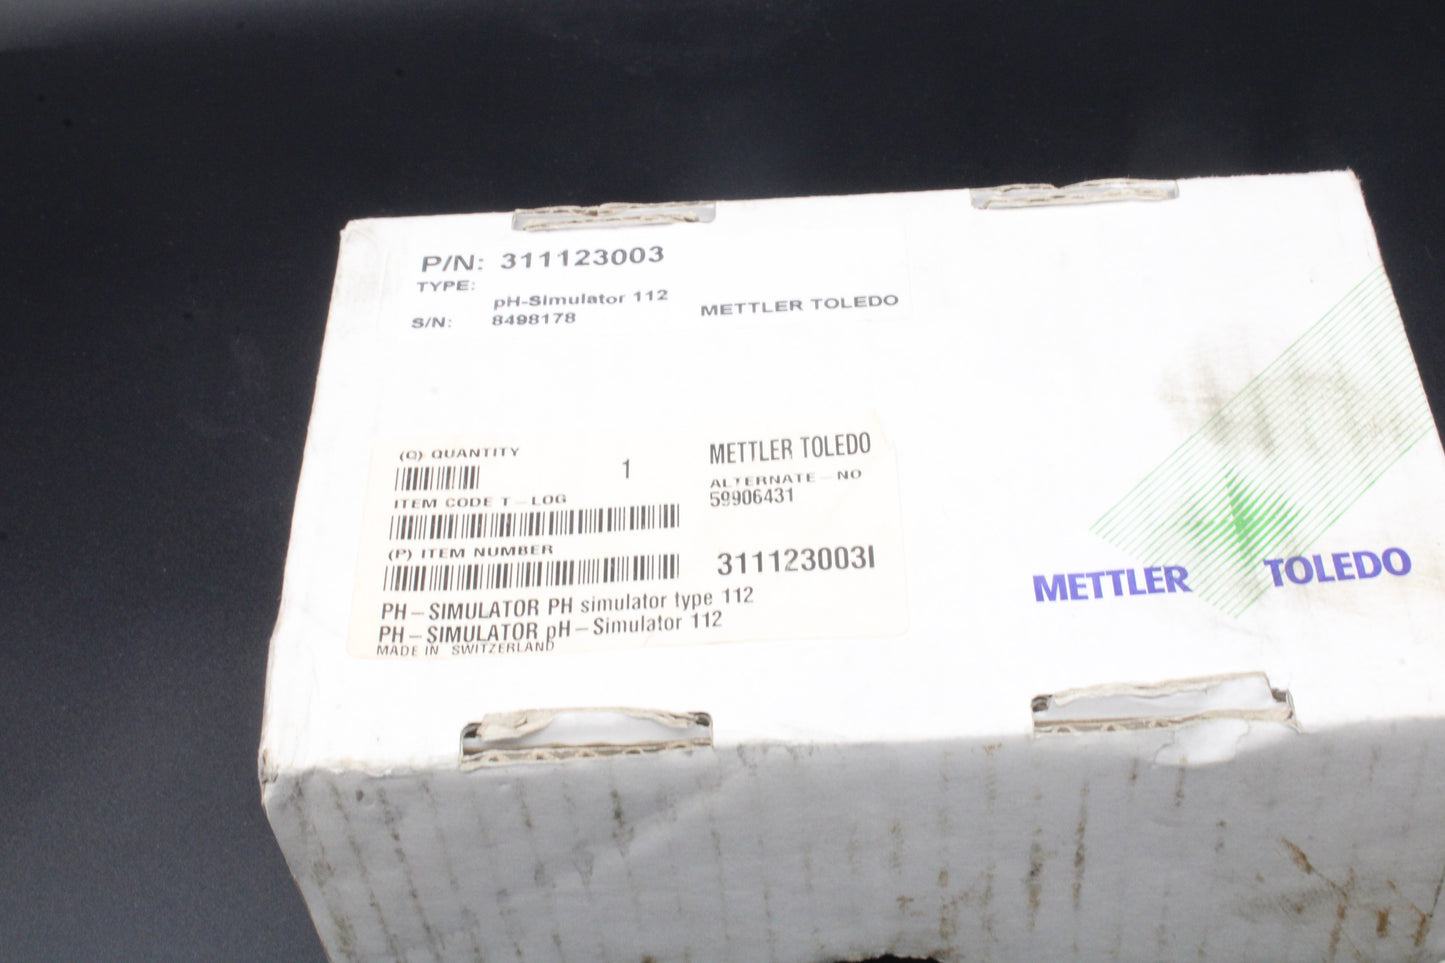 P/N: 311123003
TYPE:
pH-Simulator 112
S/N: 8498178
METTLER TOLEDO
(Q) QUANTITY
1
METTLER TOLEDO
ALTERNATE-NO
59906431
ITEM CODE T-LOG
(P) ITEM NUMBER
311123003I
PH-SIMULATOR PH simulator type 112
PH-SIMULATOR pH-Simulator 112
MADE IN SWITZERLAND
METTLER TOLEDO